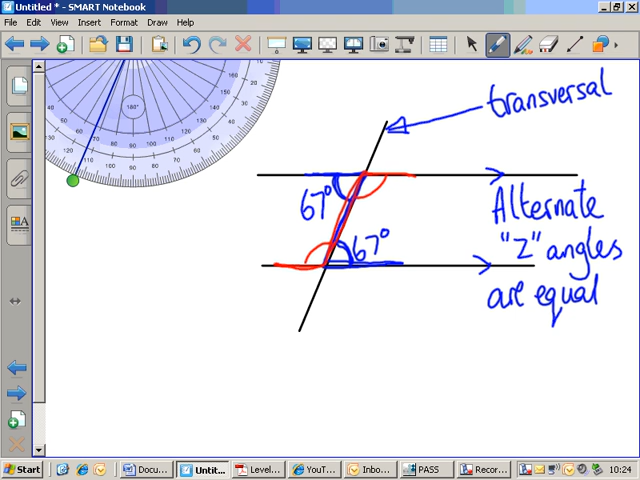 Untitled * - SMART Notebook
File Edit View Insert Format Draw Help
transversal
67°
67°
Alternate
"Z" angles
are equal
180°
Start
Docu...
Untit...
Level...
YouT...
Inbo...
PASS
Recor...
10:24